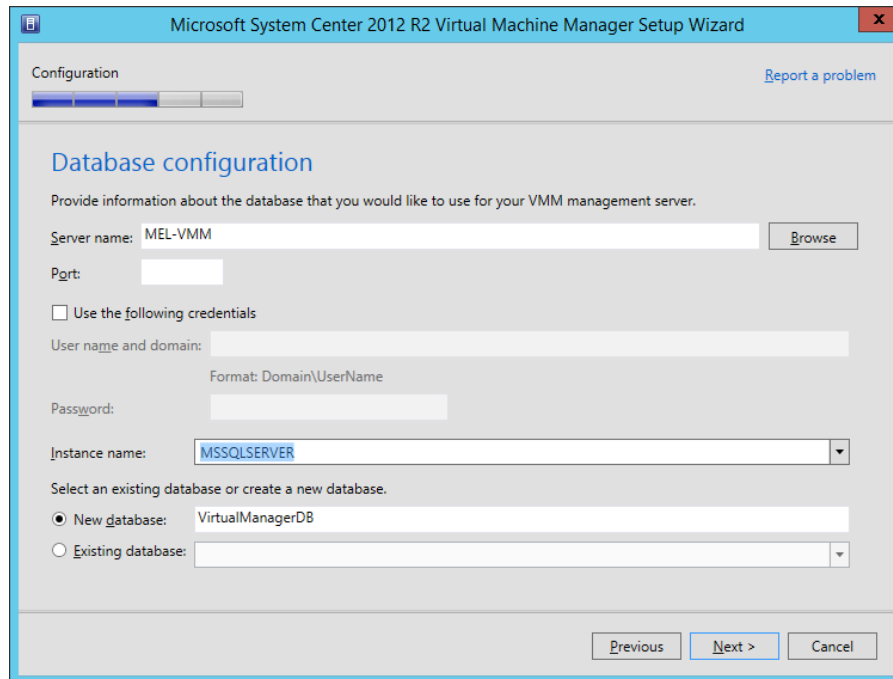 Microsoft System Center 2012 R2 Virtual Machine Manager Setup Wizard
x
Configuration
Report a problem
Database configuration
Provide information about the database that you would like to use for your VMM management server.
Server name: MEL-VMM Browse
Port:
Use the following credentials
User name and domain:
Format: Domain\UserName
Password:
Instance name: MSSQLSERVER
Select an existing database or create a new database.
New database: VirtualManagerDB
Existing database:
Previous Next > Cancel